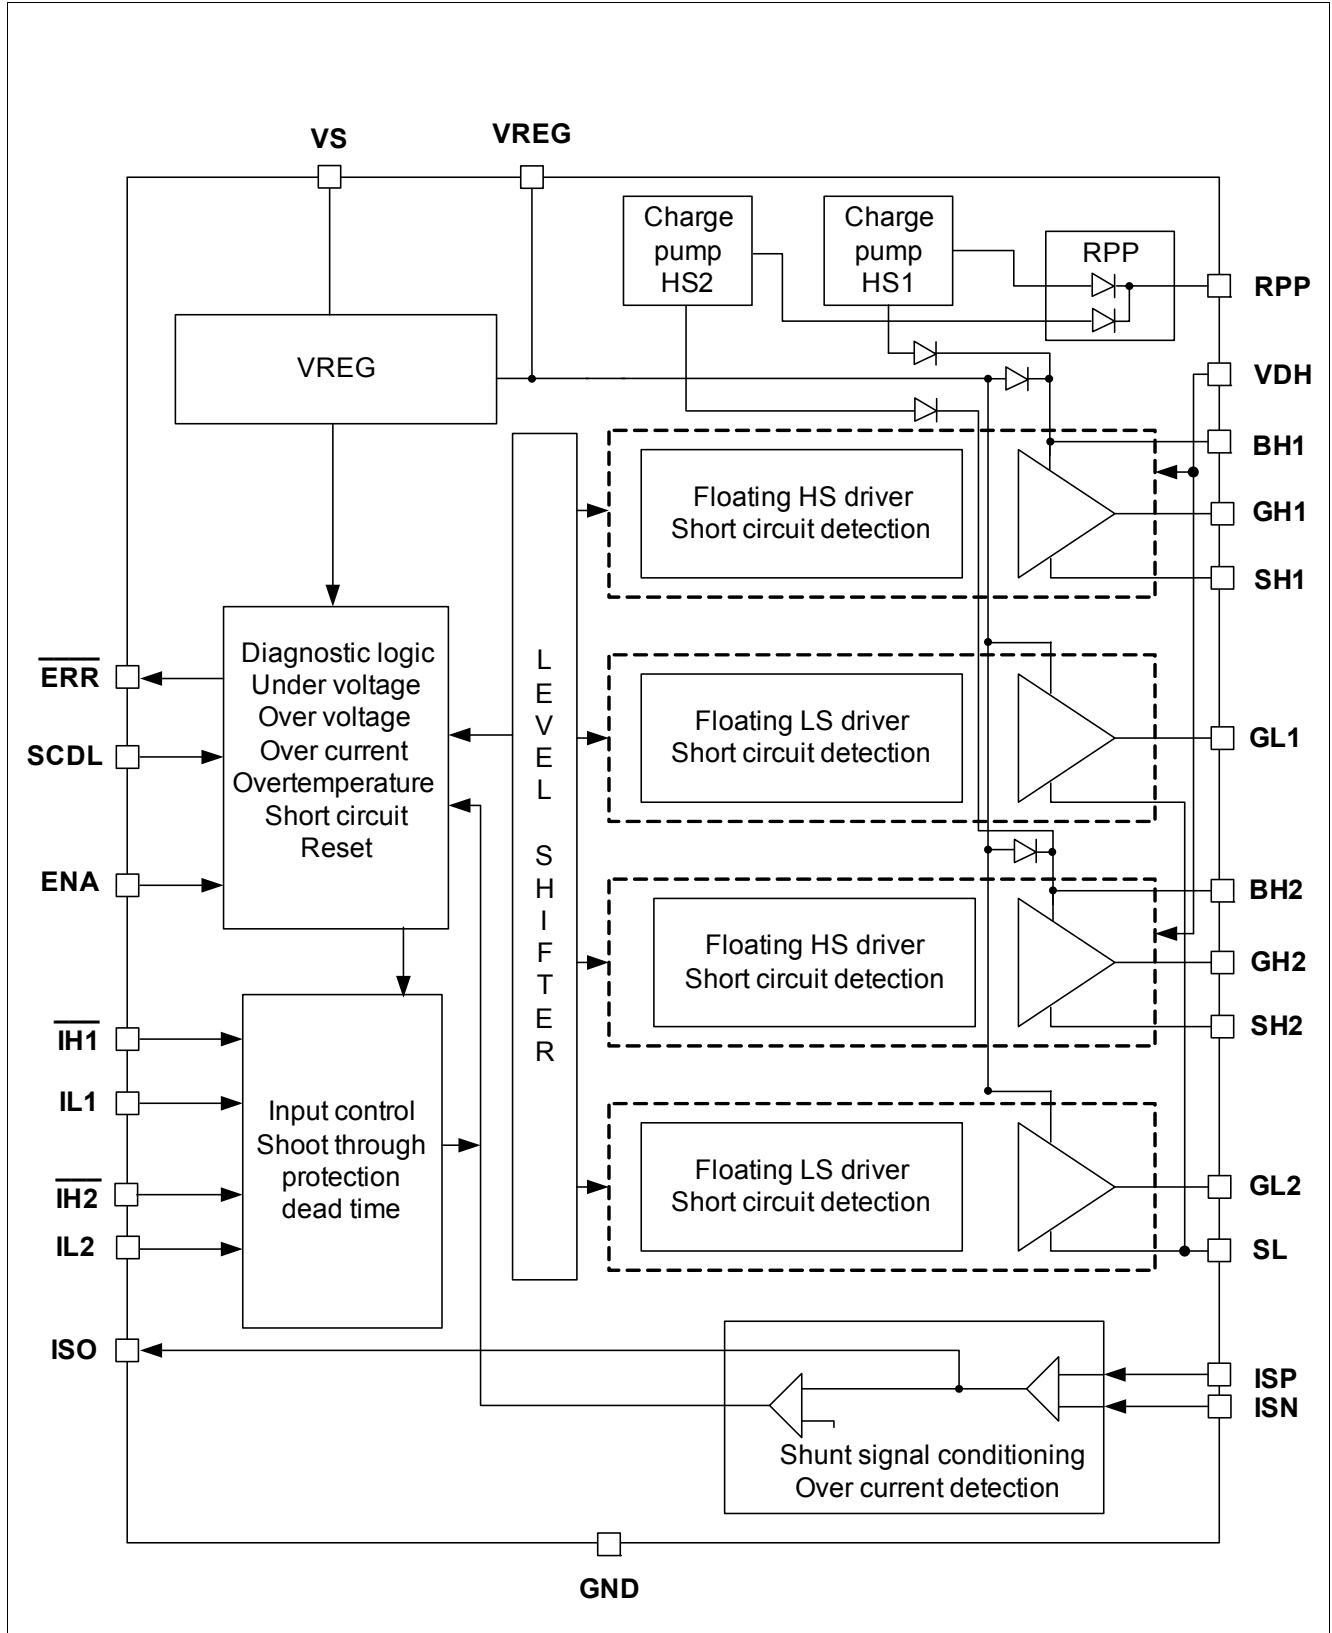 VS
VREG
Charge
pump
HS2
Charge
pump
HS1
RPP
RPP
VREG
VDH
BH1
Floating HS driver
Short circuit detection
GH1
SH1
LEVEL SHIFTER
Diagnostic logic
Under voltage
Over voltage
Over current
Overtemperature
Short circuit
Reset
ERR
SCDL
ENA
Floating LS driver
Short circuit detection
GL1
BH2
Floating HS driver
Short circuit detection
GH2
SH2
IH1
IL1
IH2
IL2
Input control
Shoot through
protection
dead time
Floating LS driver
Short circuit detection
GL2
SL
ISO
ISP
ISN
Shunt signal conditioning
Over current detection
GND